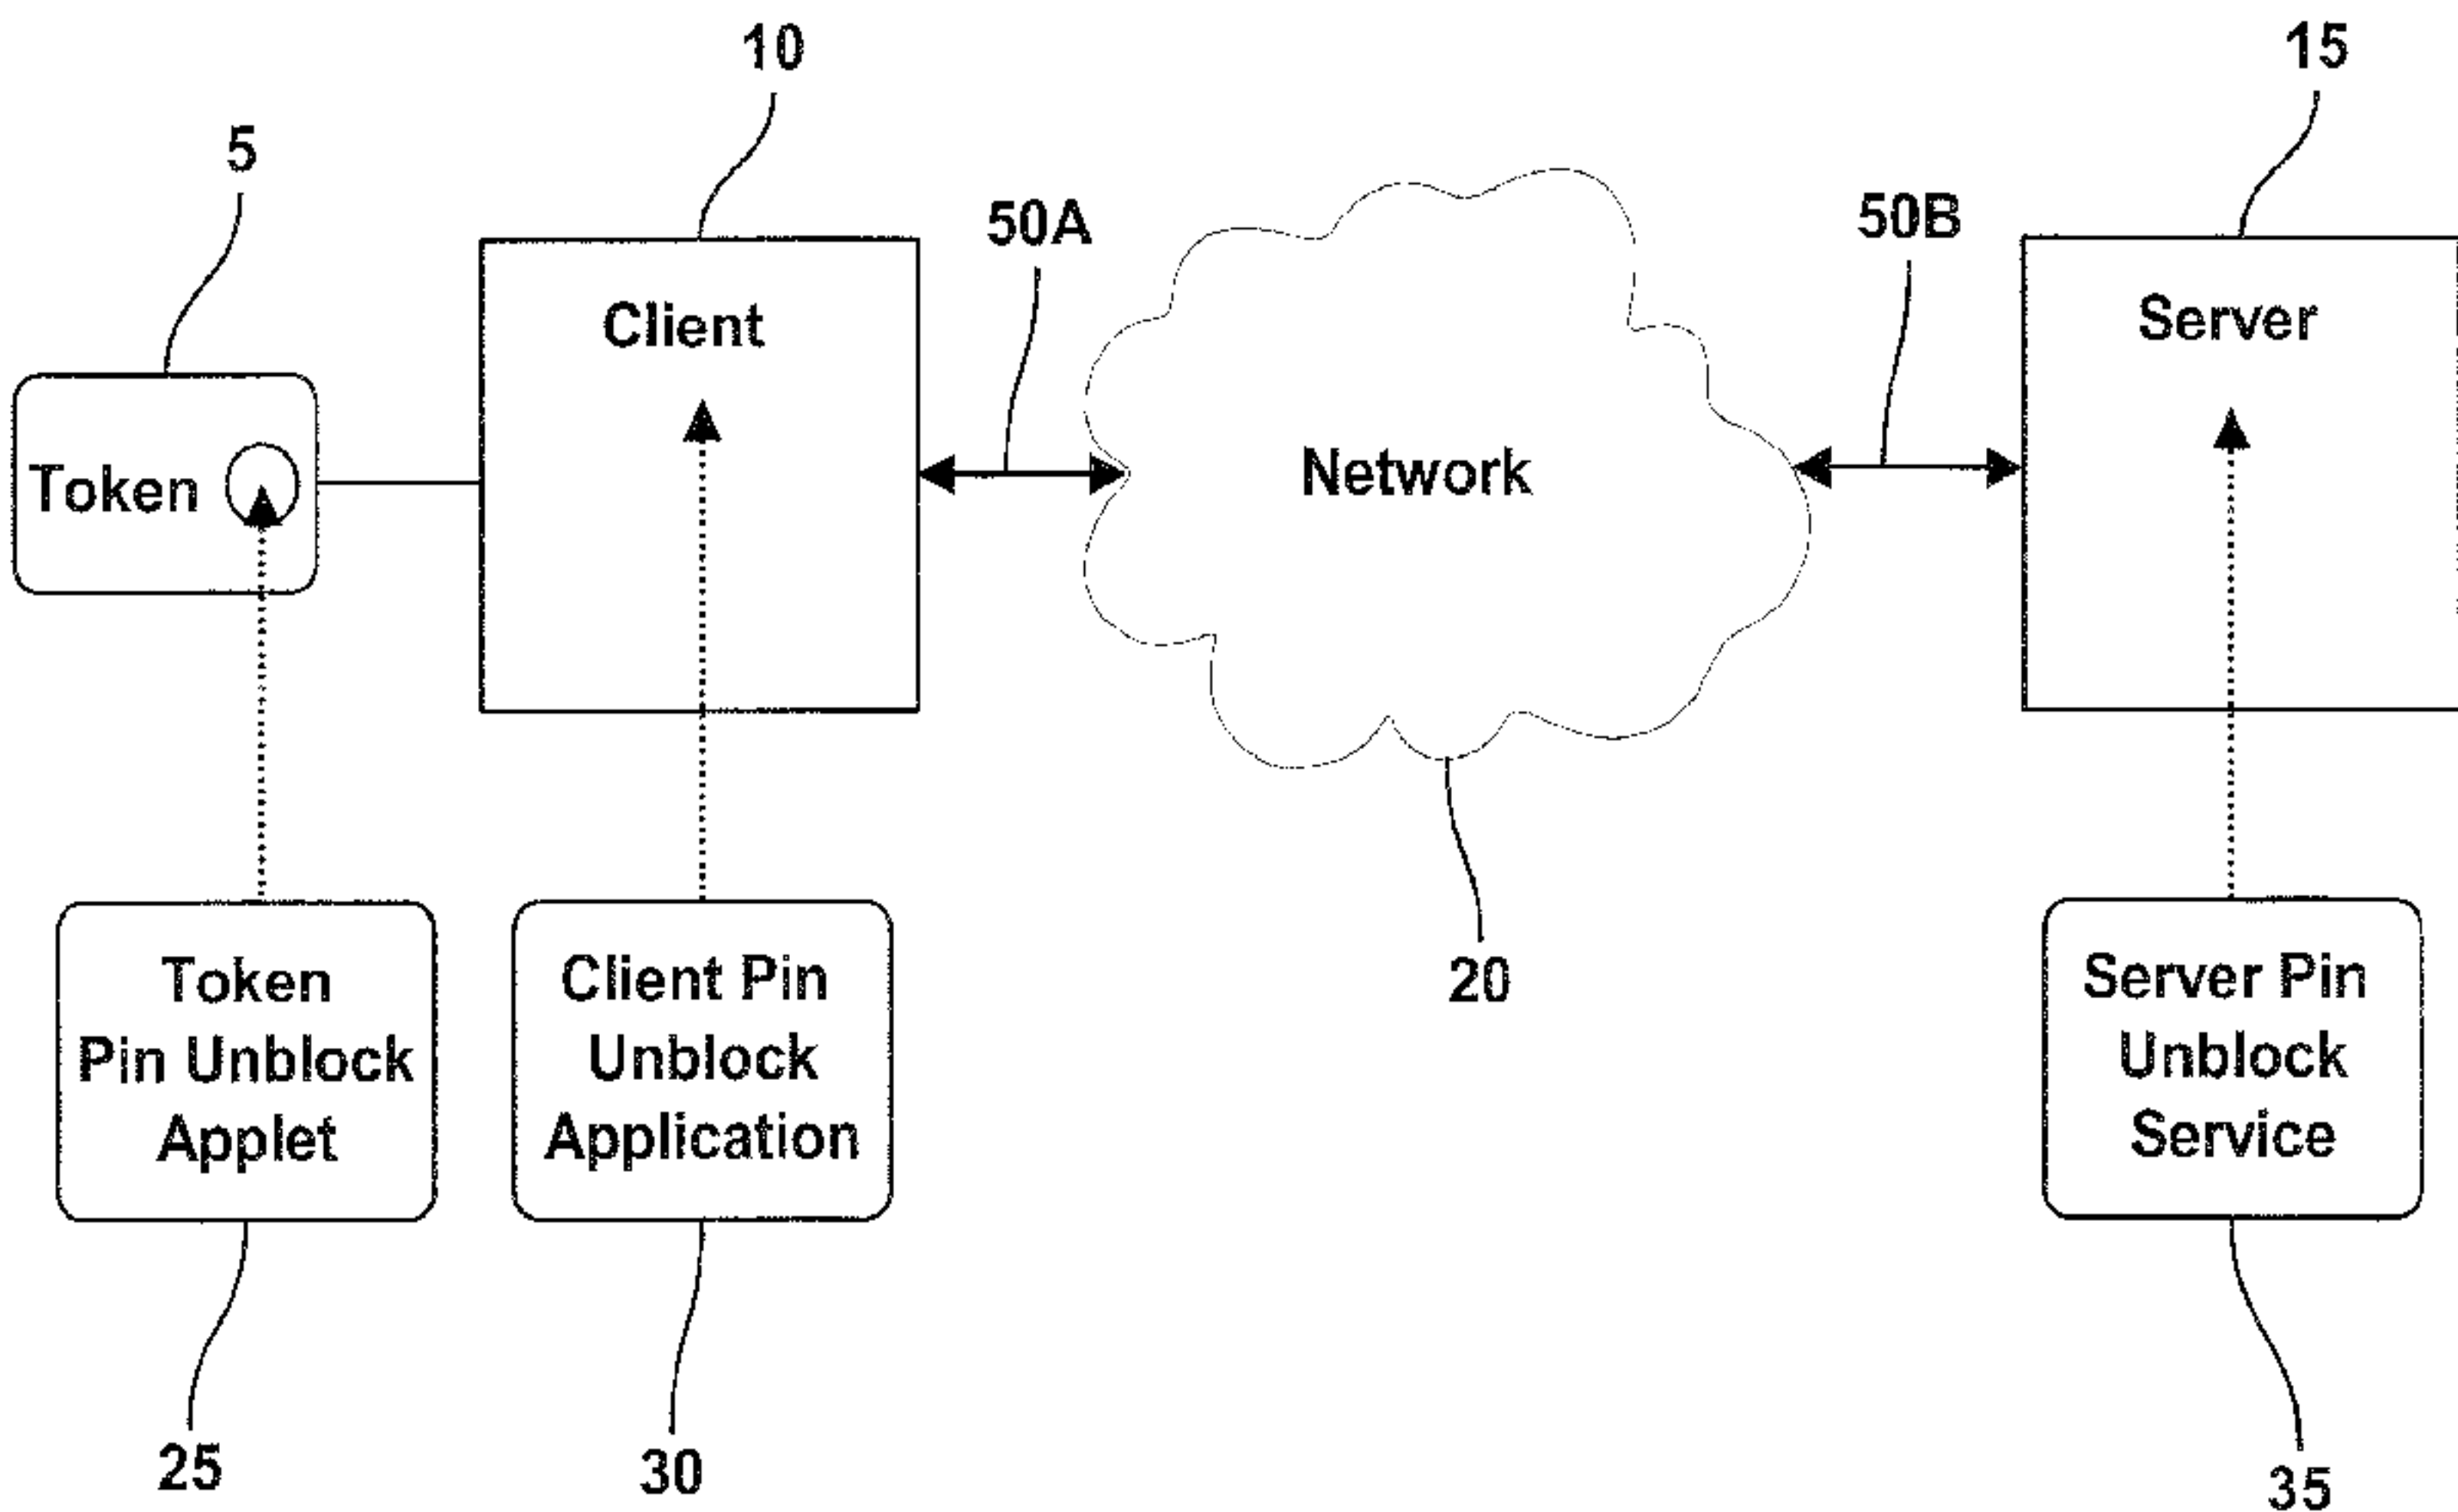 10
15
5
50A
50B
Client
Server
Token
Network
Token
Pin Unblock
Applet
Client Pin
Unblock
Application
20
Server Pin
Unblock
Service
25
30
35